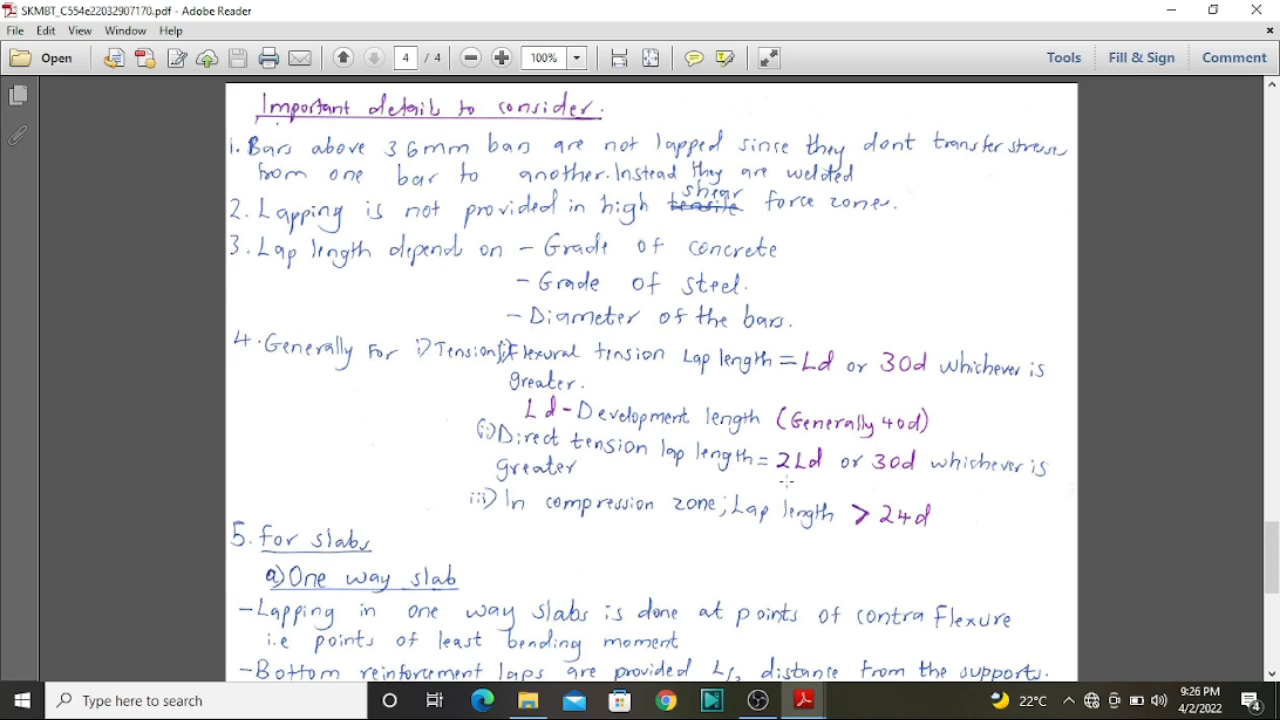 SKMBT_C554e22032907170.pdf - Adobe Reader
File Edit View Window Help
Open 4 / 4 100% Tools Fill & Sign Comment
Important details to consider.
1. Bars above 36mm bars are not lapped since they dont transfer stresses
from one bar to another. Instead they are welded
shear
2. Lapping is not provided in high tensile force zones.
3. Lap length depend on - Grade of concrete
- Grade of steel.
- Diameter of the bars.
4. Generally For i) Tension(i) Flexural tension Lap length = Ld or 30d whichever is
greater.
Ld - Development length (Generally 40d)
(ii) Direct tension lap length = 2Ld or 30d whichever is
greater
iii) In compression zone; Lap length > 24d
5. For slabs
a) One way slab
- Lapping in one way slabs is done at points of contra flexure
i.e points of least bending moment
- Bottom reinforcement laps are provided distance from the supports.
Type here to search
22°C
9:26 PM
4/2/2022
4